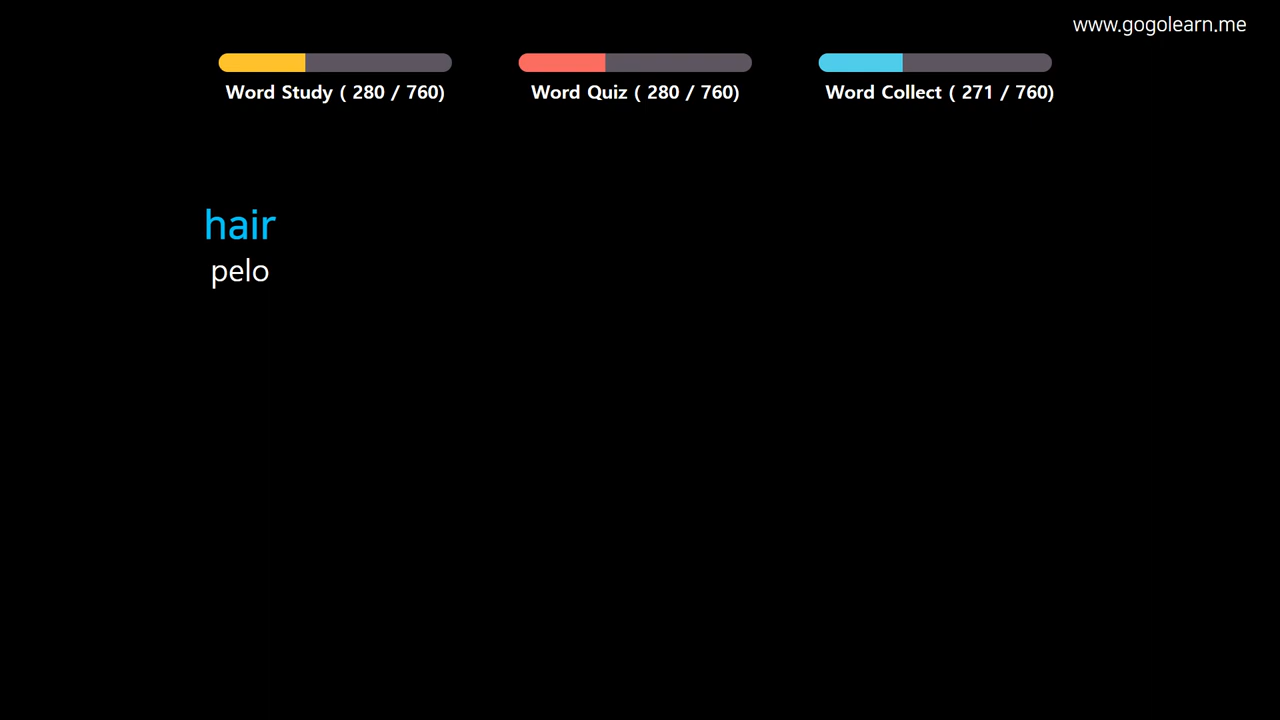 www.gogolearn.me
Word Study ( 280 / 760)
Word Quiz ( 280 / 760)
Word Collect ( 271 / 760)
hair
pelo